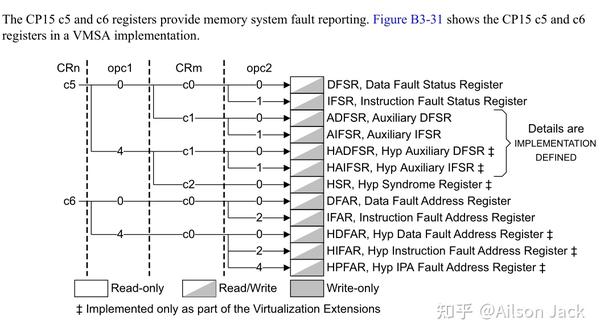 The CP15 c5 and c6 registers provide memory system fault reporting. Figure B3-31 shows the CP15 c5 and c6
registers in a VMSA implementation.
CRn opc1 CRm opc2
c5 0 c0 0 DFSR, Data Fault Status Register
1 IFSR, Instruction Fault Status Register
c1 0 ADFSR, Auxiliary DFSR
1 AIFSR, Auxiliary IFSR
4 c1 0 HADFSR, Hyp Auxiliary DFSR ‡
1 HAIFSR, Hyp Auxiliary IFSR ‡
Details are
IMPLEMENTATION
DEFINED
c2 0 HSR, Hyp Syndrome Register ‡
c6 0 c0 0 DFAR, Data Fault Address Register
2 IFAR, Instruction Fault Address Register
4 c0 0 HDFAR, Hyp Data Fault Address Register ‡
2 HIFAR, Hyp Instruction Fault Address Register ‡
4 HPFAR, Hyp IPA Fault Address Register ‡
Read-only Read/Write Write-only
‡ Implemented only as part of the Virtualization Extensions
知乎 @Ailson Jack